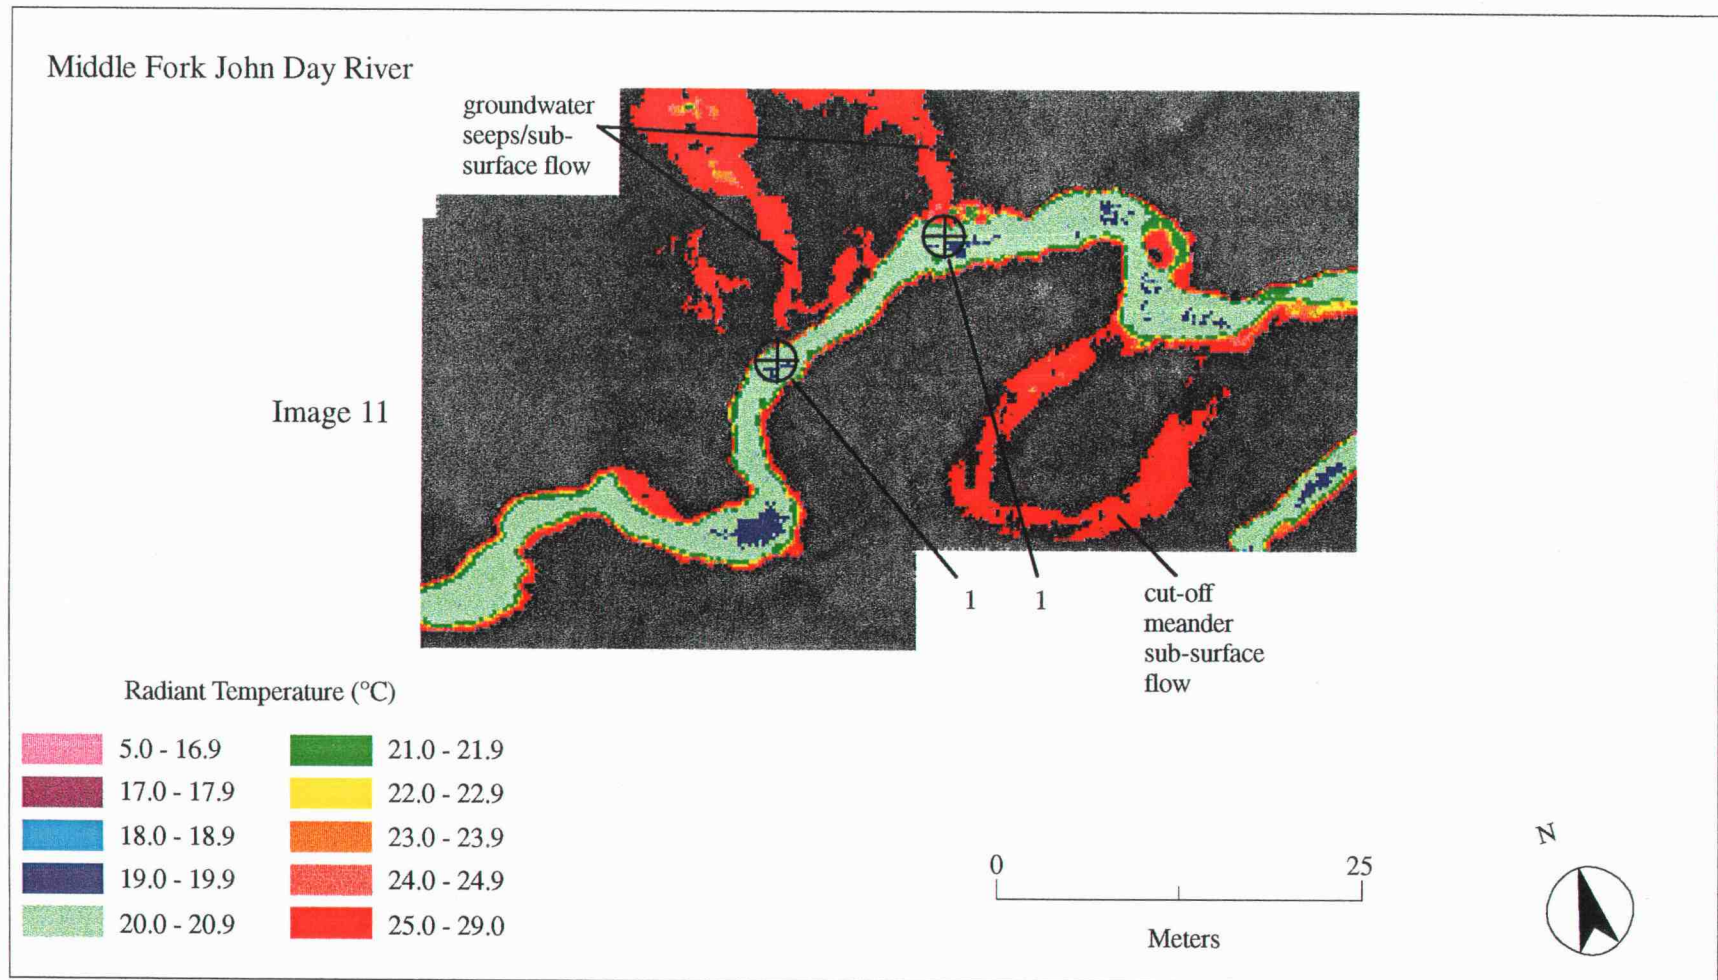 Middle Fork John Day River
groundwater
seeps/sub-
surface flow
Image 11
1 1
cut-off
meander
sub-surface
flow
Radiant Temperature (°C)
5.0 - 16.9
17.0 - 17.9
18.0 - 18.9
19.0 - 19.9
20.0 - 20.9
21.0 - 21.9
22.0 - 22.9
23.0 - 23.9
24.0 - 24.9
25.0 - 29.0
0 25
Meters
N